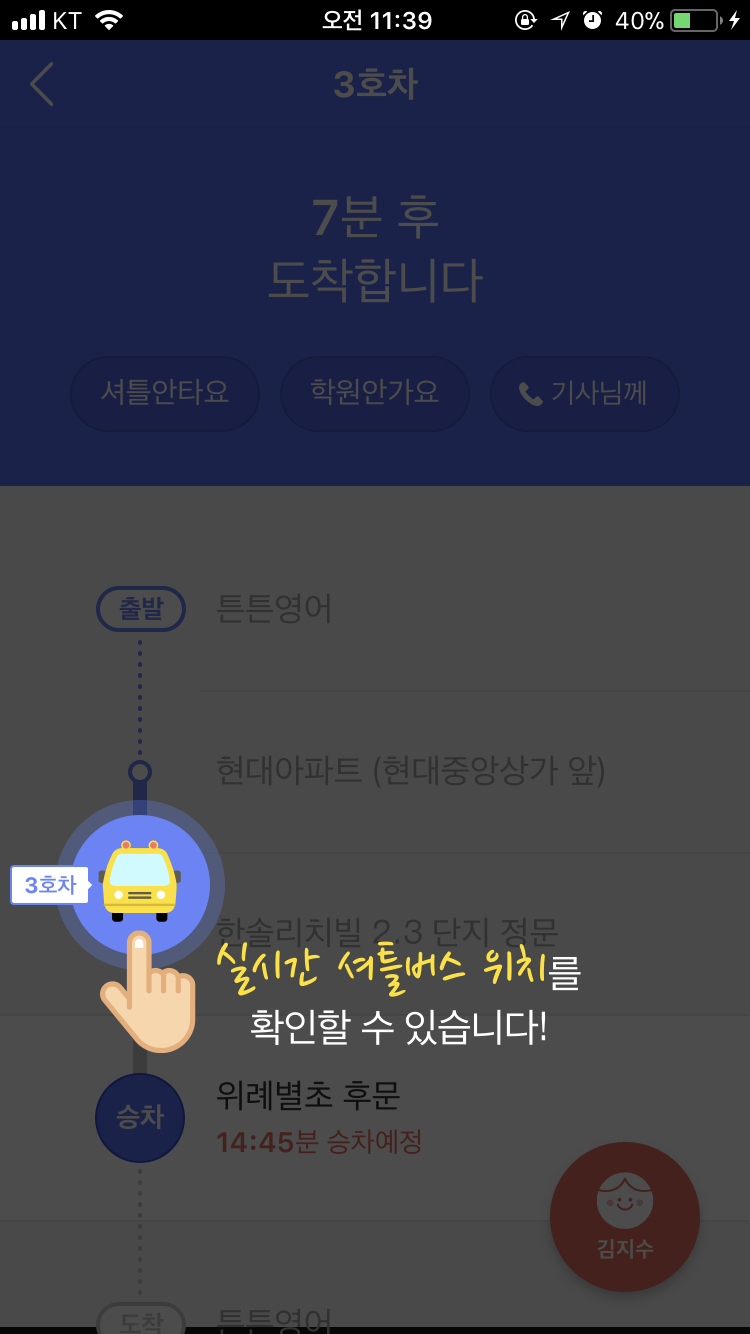 KT 오전 11:39 40%
3호차
7분 후
도착합니다
셔틀안타요 학원안가요 기사님께
출발 튼튼영어
현대아파트 (현대중앙상가 앞)
3호차
한솔리치빌 2.3 단지 정문
실시간 셔틀버스 위치를
확인할 수 있습니다!
위례별초 후문
승차
14:45분 승차예정
김지수
도착 튼튼영어